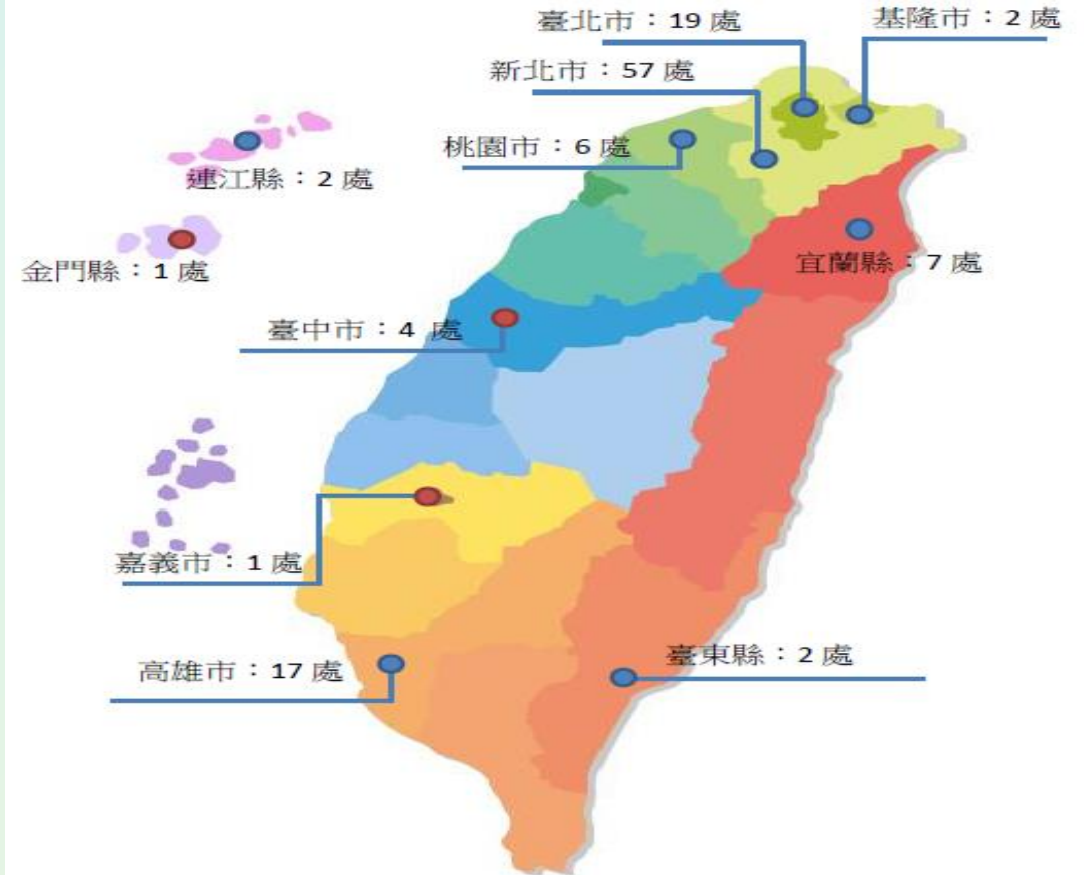 臺北市：19 處
基隆市：2 處
新北市：57 處
桃園市：6 處
連江縣：2 處
金門縣：1 處
宜蘭縣：7 處
臺中市：4 處
嘉義市：1 處
高雄市：17 處
臺東縣：2 處